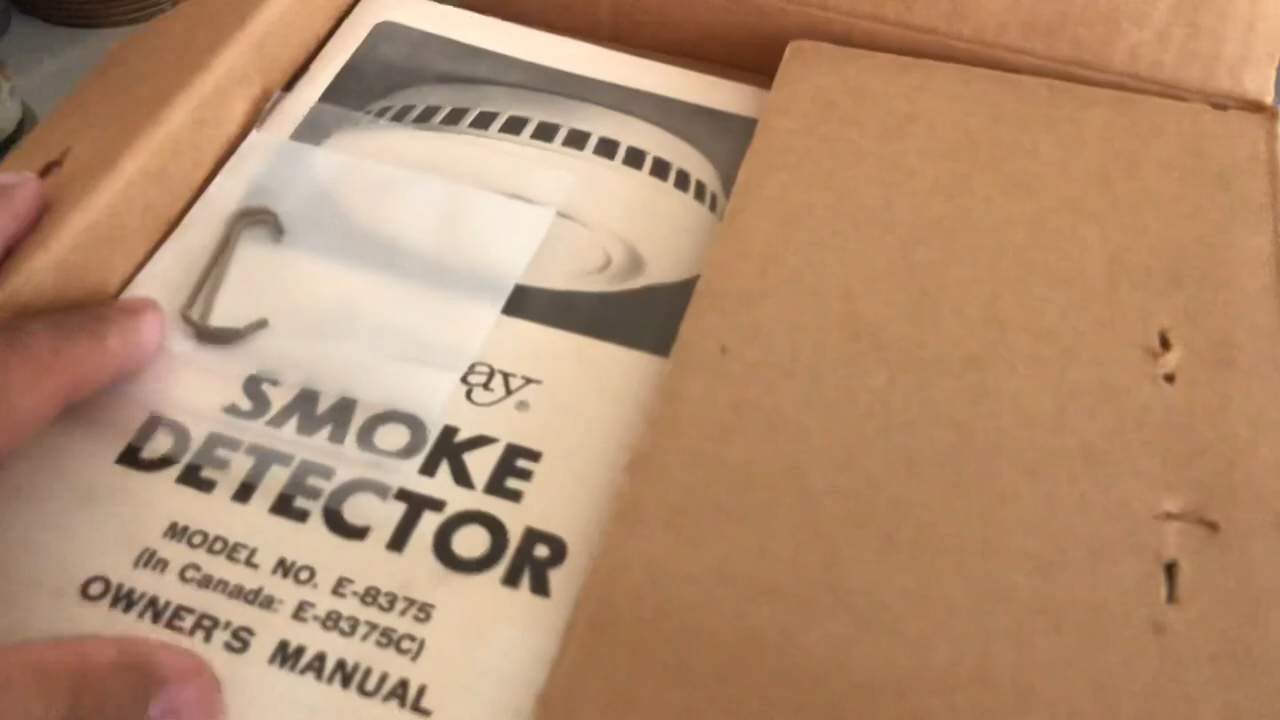 ay®
SMOKE
DETECTOR
MODEL NO. E-8375
(In Canada: E-8375C)
OWNER'S MANUAL